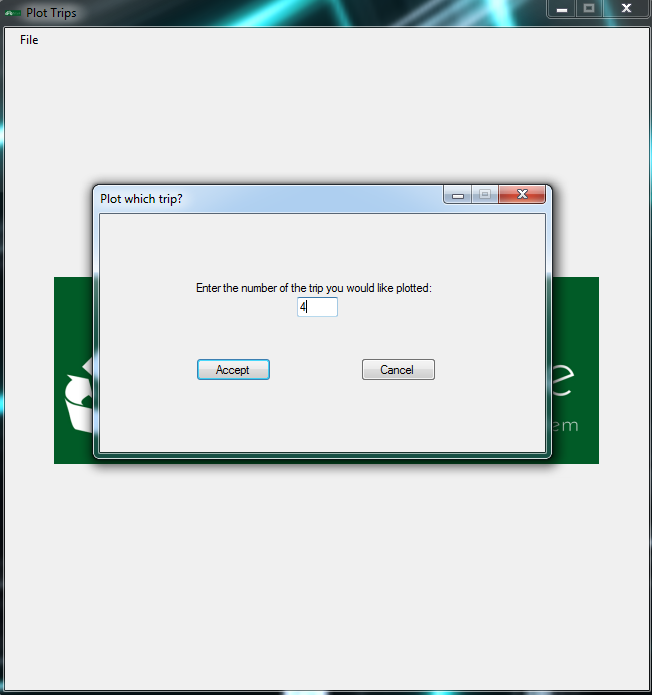 Plot Trips
File
Plot which trip?
Enter the number of the trip you would like plotted:
4
Accept
Cancel
e
em